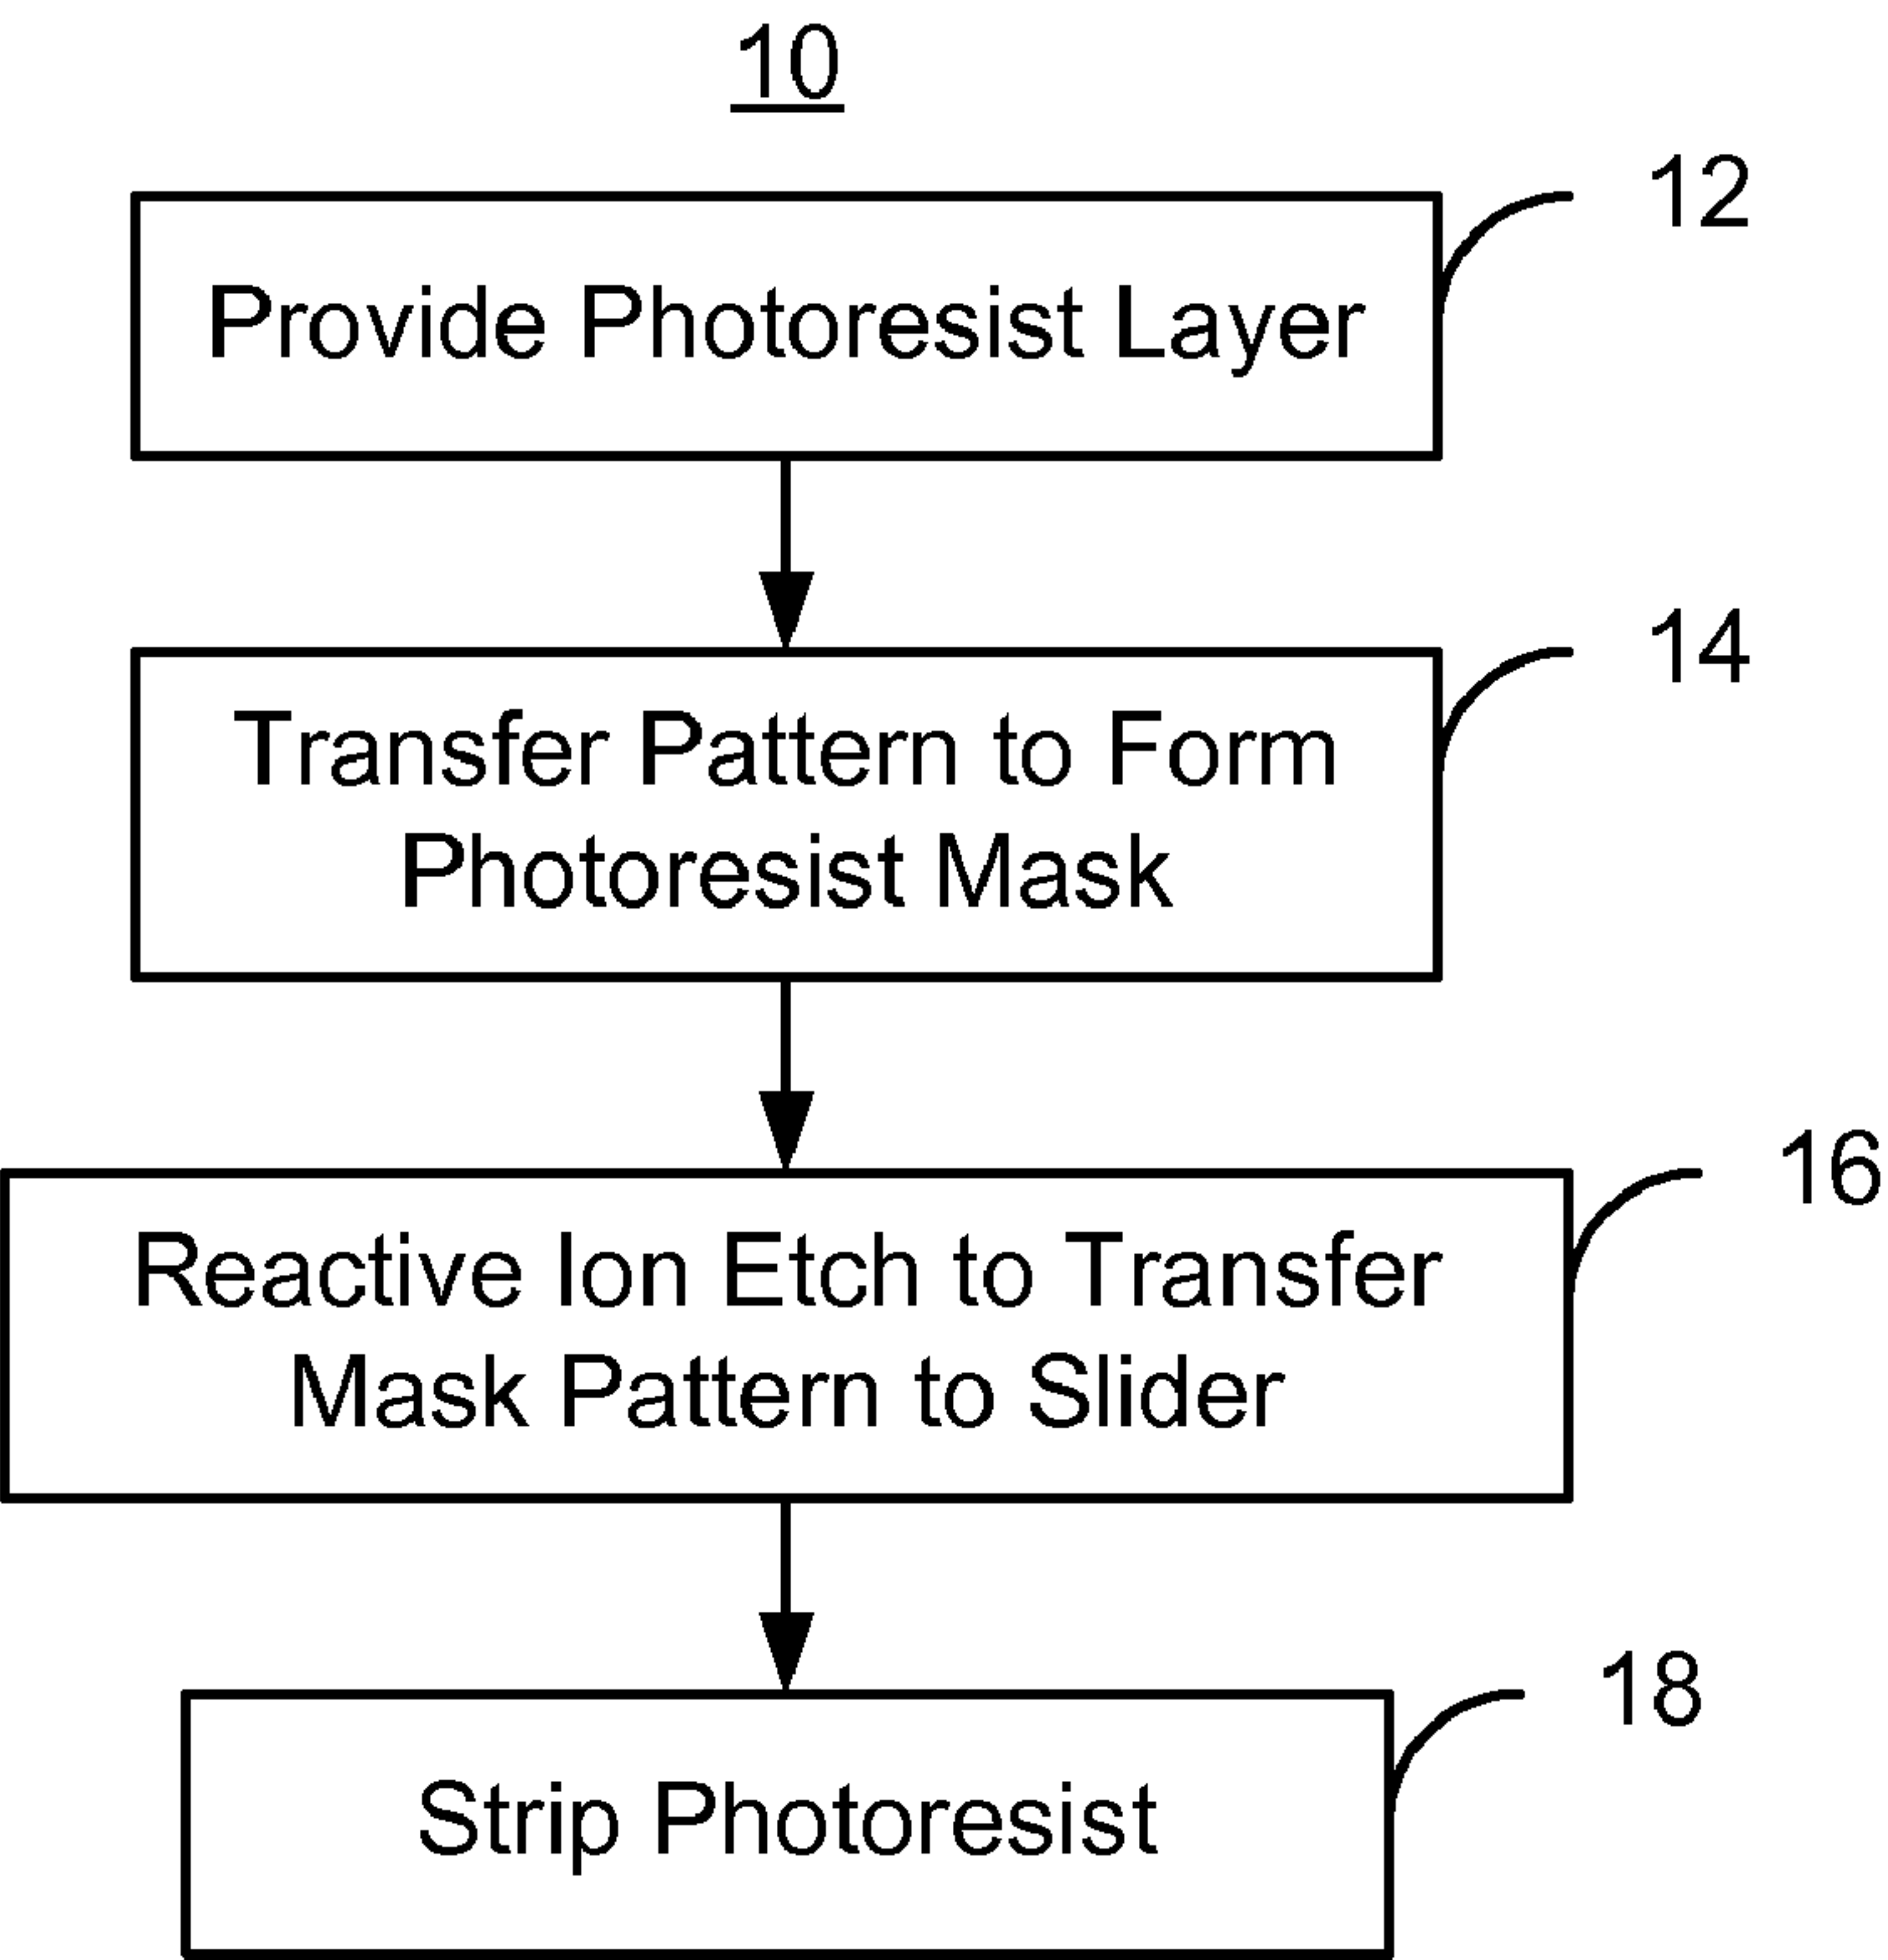 10
12
Provide Photoresist Layer
14
Transfer Pattern to Form
Photoresist Mask
16
Reactive Ion Etch to Transfer
Mask Pattern to Slider
18
Strip Photoresist